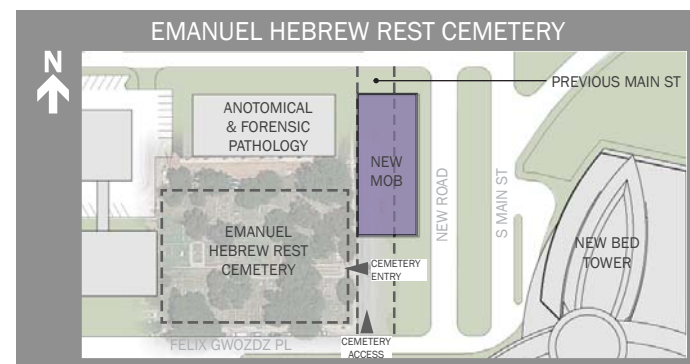 EMANUEL HEBREW REST CEMETERY
N
PREVIOUS MAIN ST
ANOTOMICAL
& FORENSIC
PATHOLOGY
NEW
MOB
NEW ROAD
S MAIN ST
EMANUEL
HEBREW REST
CEMETERY
CEMETERY
ENTRY
NEW BED
TOWER
CEMETERY
ACCESS
FELIX GWOZDZ PL